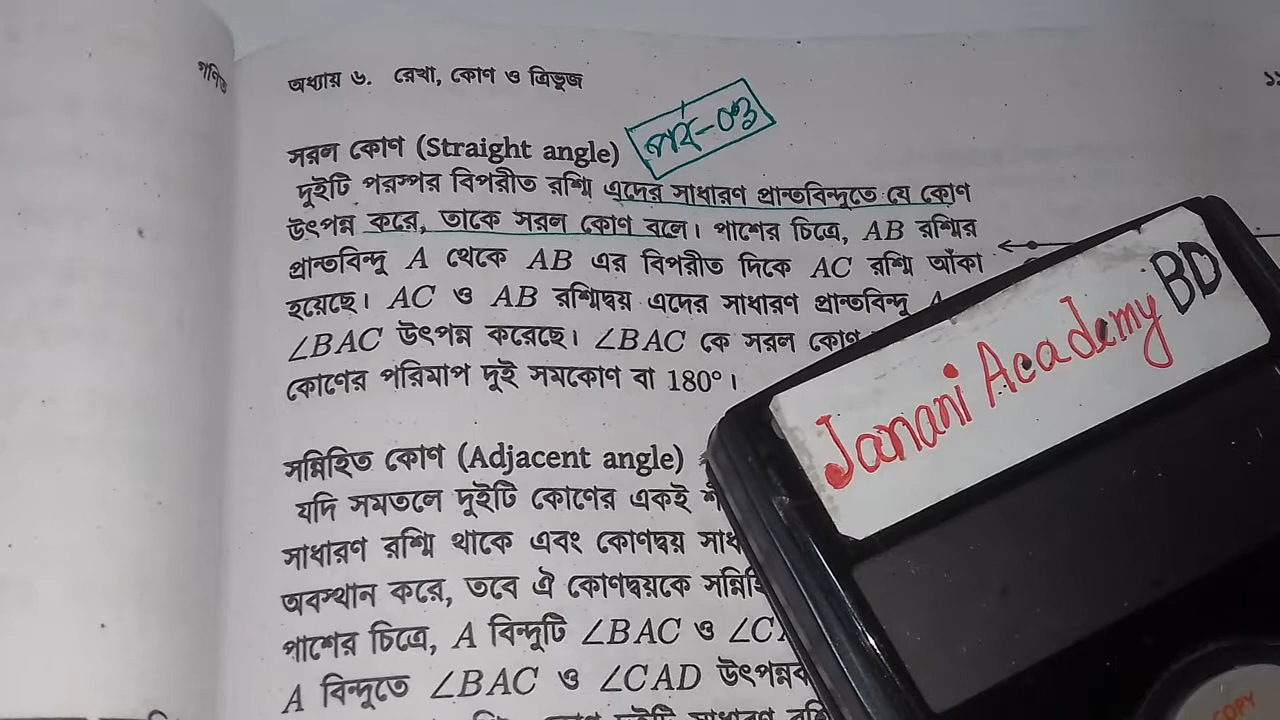 গণিত
অধ্যায় ৬. রেখা, কোণ ও ত্রিভুজ
সরল কোণ (Straight angle)
পর্ব-০৩
দুইটি পরস্পর বিপরীত রশ্মি এদের সাধারণ প্রান্তবিন্দুতে যে কোণ
উৎপন্ন করে, তাকে সরল কোণ বলে। পাশের চিত্রে, AB রশ্মির
প্রান্তবিন্দু A থেকে AB এর বিপরীত দিকে AC রশ্মি আঁকা
হয়েছে। AC ও AB রশ্মিদ্বয় এদের সাধারণ প্রান্তবিন্দু
∠BAC উৎপন্ন করেছে। ∠BAC কে সরল কোণ
কোণের পরিমাপ দুই সমকোণ বা 180°।
সন্নিহিত কোণ (Adjacent angle)
যদি সমতলে দুইটি কোণের একই
সাধারণ রশ্মি থাকে এবং কোণদ্বয়
অবস্থান করে, তবে ঐ কোণদ্বয়কে
পাশের চিত্রে, A বিন্দুটি ∠BAC ও
A বিন্দুতে ∠BAC ও ∠CAD
Janani Academy BD
COPY